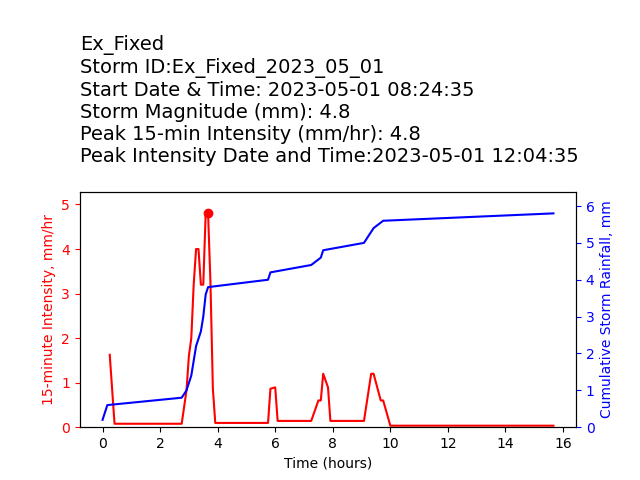 Ex_Fixed
Storm ID:Ex_Fixed_2023_05_01
Start Date & Time: 2023-05-01 08:24:35
Storm Magnitude (mm): 4.8
Peak 15-min Intensity (mm/hr): 4.8
Peak Intensity Date and Time:2023-05-01 12:04:35
15-minute Intensity, mm/hr
5
4
3
2
1
0
Cumulative Storm Rainfall, mm
6
5
4
3
2
1
0
0 2 4 6 8 10 12 14 16
Time (hours)